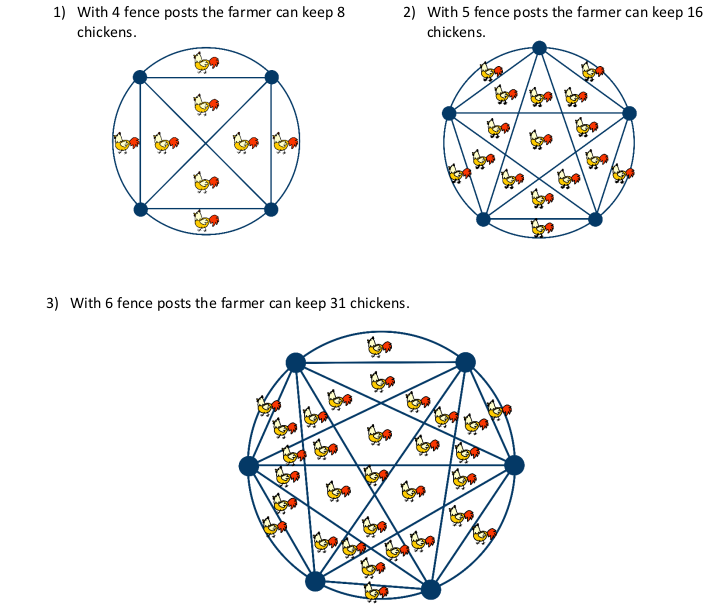 1) With 4 fence posts the farmer can keep 8
chickens.
2) With 5 fence posts the farmer can keep 16
chickens.
3) With 6 fence posts the farmer can keep 31 chickens.